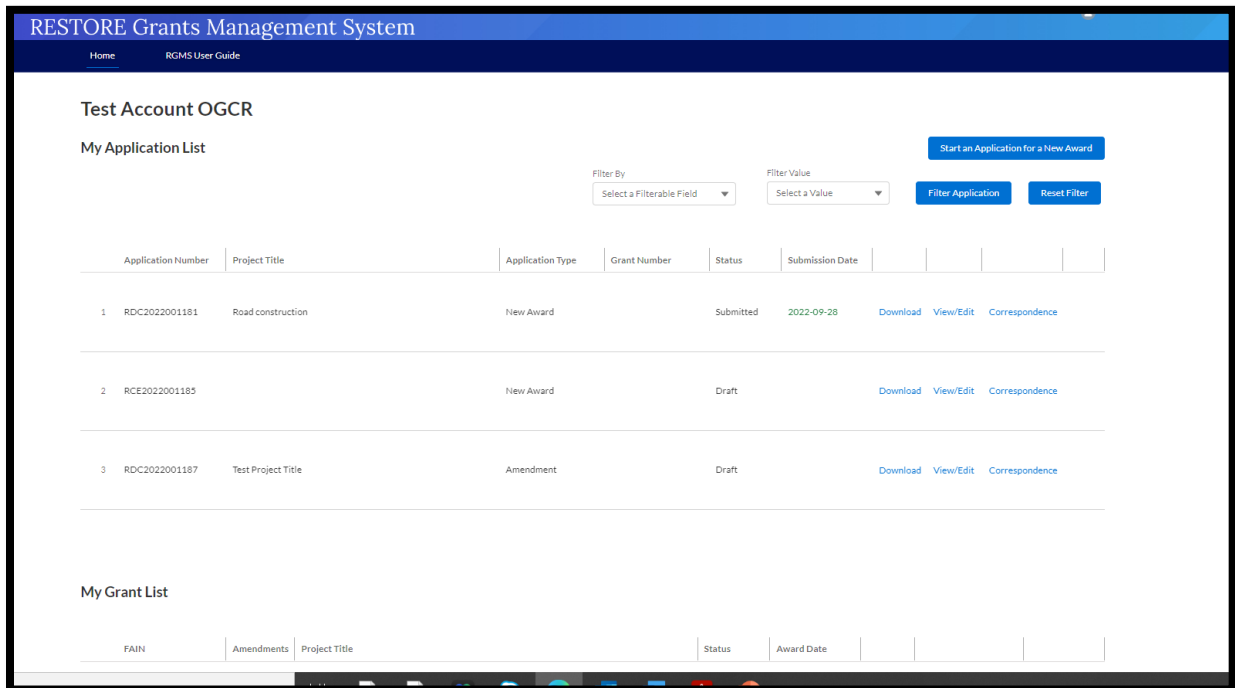 RESTORE Grants Management System
Home RGMS User Guide
Test Account OGCR
My Application List
Start an Application for a New Award
Filter By Filter Value
Select a Filterable Field Select a Value Filter Application Reset Filter
Application Number Project Title Application Type Grant Number Status Submission Date
1 RDC2022001181 Road construction New Award Submitted 2022-09-28 Download View/Edit Correspondence
2 RCE2022001185 New Award Draft Download View/Edit Correspondence
3 RDC2022001187 Test Project Title Amendment Draft Download View/Edit Correspondence
My Grant List
FAIN Amendments Project Title Status Award Date